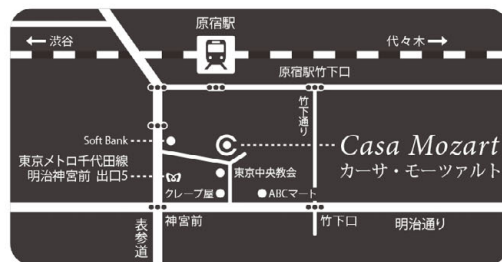 原宿駅
← 渋谷
代々木 →
原宿駅竹下口
竹下通り
Soft Bank
Casa Mozart
カーサ・モーツァルト
東京メトロ千代田線
明治神宮前 出口5
東京中央教会
クレープ屋
ABCマート
表参道
神宮前
竹下口
明治通り